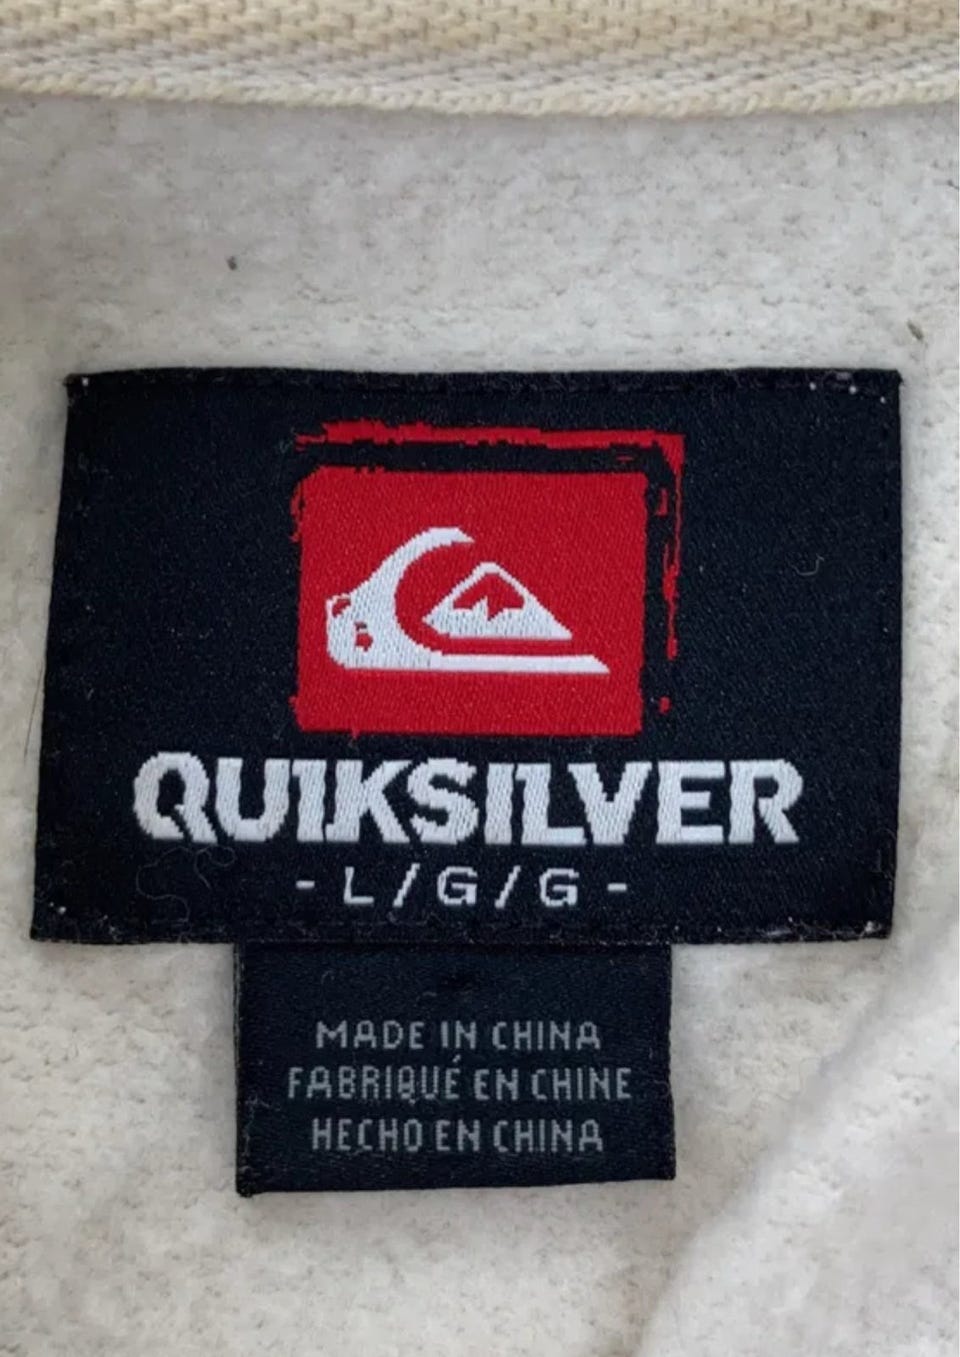 QUIKSILVER
- L/G/G -
MADE IN CHINA
FABRIQUÉ EN CHINE
HECHO EN CHINA